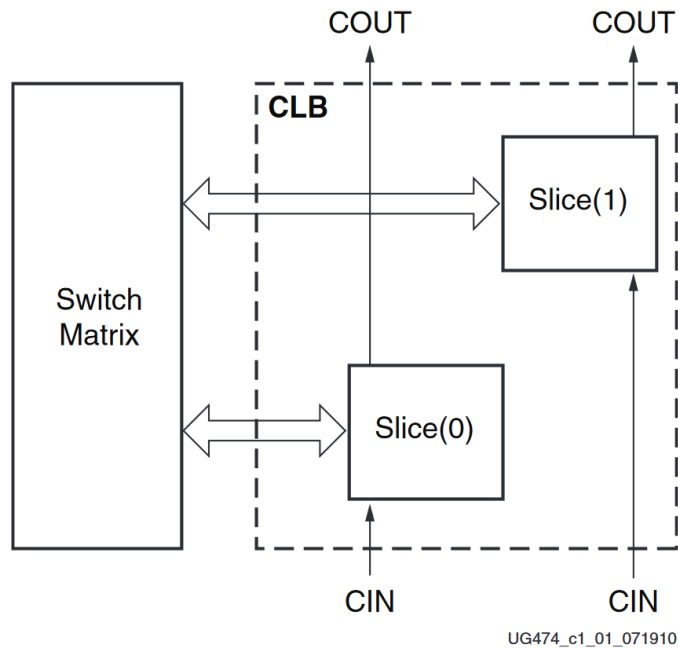 COUT
COUT
CLB
Slice(1)
Switch
Matrix
Slice(0)
CIN
CIN
UG474_c1_01_071910